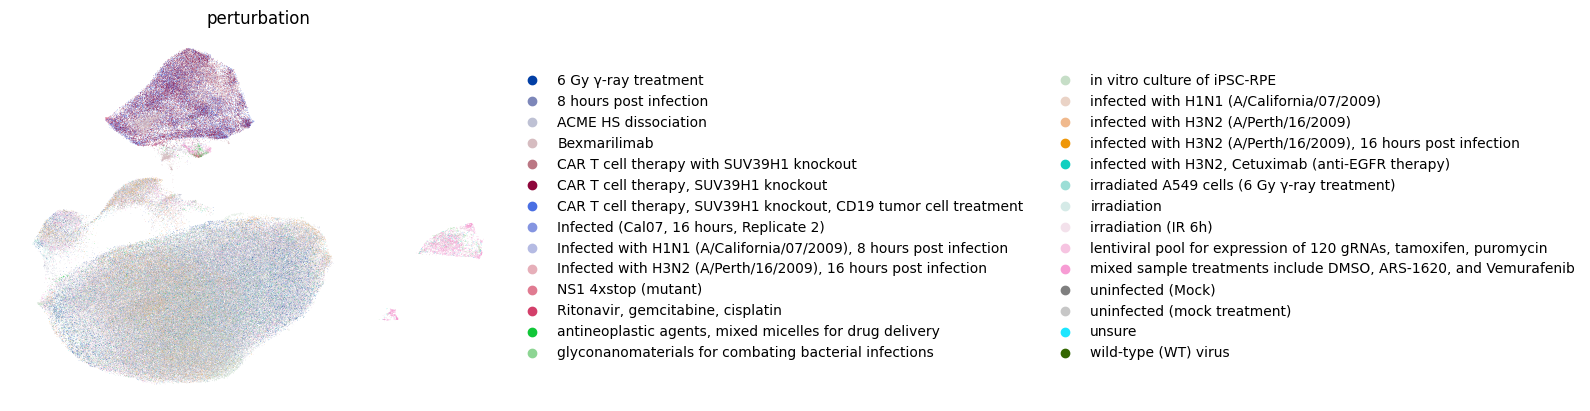 perturbation
6 Gy γ-ray treatment
8 hours post infection
ACME HS dissociation
Bexmarilimab
CAR T cell therapy with SUV39H1 knockout
CAR T cell therapy, SUV39H1 knockout
CAR T cell therapy, SUV39H1 knockout, CD19 tumor cell treatment
Infected (Cal07, 16 hours, Replicate 2)
Infected with H1N1 (A/California/07/2009), 8 hours post infection
Infected with H3N2 (A/Perth/16/2009), 16 hours post infection
NS1 4xstop (mutant)
Ritonavir, gemcitabine, cisplatin
antineoplastic agents, mixed micelles for drug delivery
glyconanomaterials for combating bacterial infections
in vitro culture of iPSC-RPE
infected with H1N1 (A/California/07/2009)
infected with H3N2 (A/Perth/16/2009)
infected with H3N2 (A/Perth/16/2009), 16 hours post infection
infected with H3N2, Cetuximab (anti-EGFR therapy)
irradiated A549 cells (6 Gy γ-ray treatment)
irradiation
irradiation (IR 6h)
lentiviral pool for expression of 120 gRNAs, tamoxifen, puromycin
mixed sample treatments include DMSO, ARS-1620, and Vemurafenib
uninfected (Mock)
uninfected (mock treatment)
unsure
wild-type (WT) virus